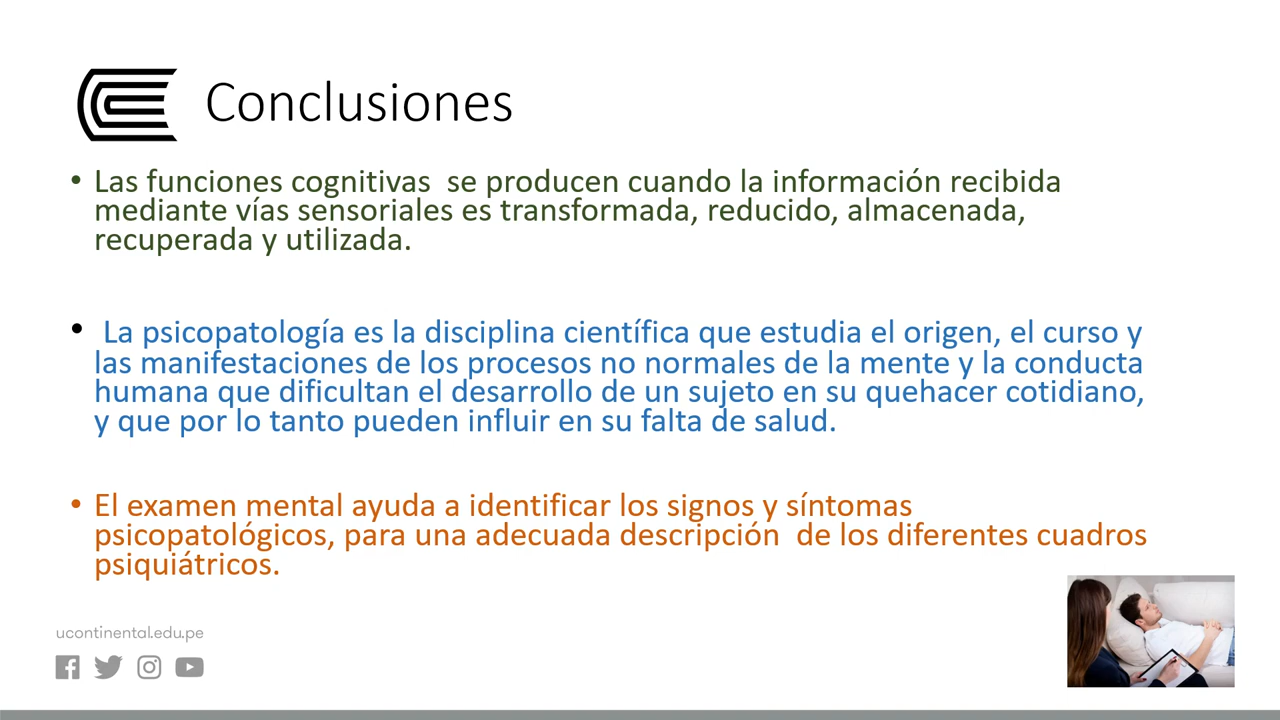 Conclusiones
• Las funciones cognitivas  se producen cuando la información recibida
mediante vías sensoriales es transformada, reducido, almacenada,
recuperada y utilizada.
•  La psicopatología es la disciplina científica que estudia el origen, el curso y
las manifestaciones de los procesos no normales de la mente y la conducta
humana que dificultan el desarrollo de un sujeto en su quehacer cotidiano,
y que por lo tanto pueden influir en su falta de salud.
• El examen mental ayuda a identificar los signos y síntomas
psicopatológicos, para una adecuada descripción  de los diferentes cuadros
psiquiátricos.
ucontinental.edu.pe